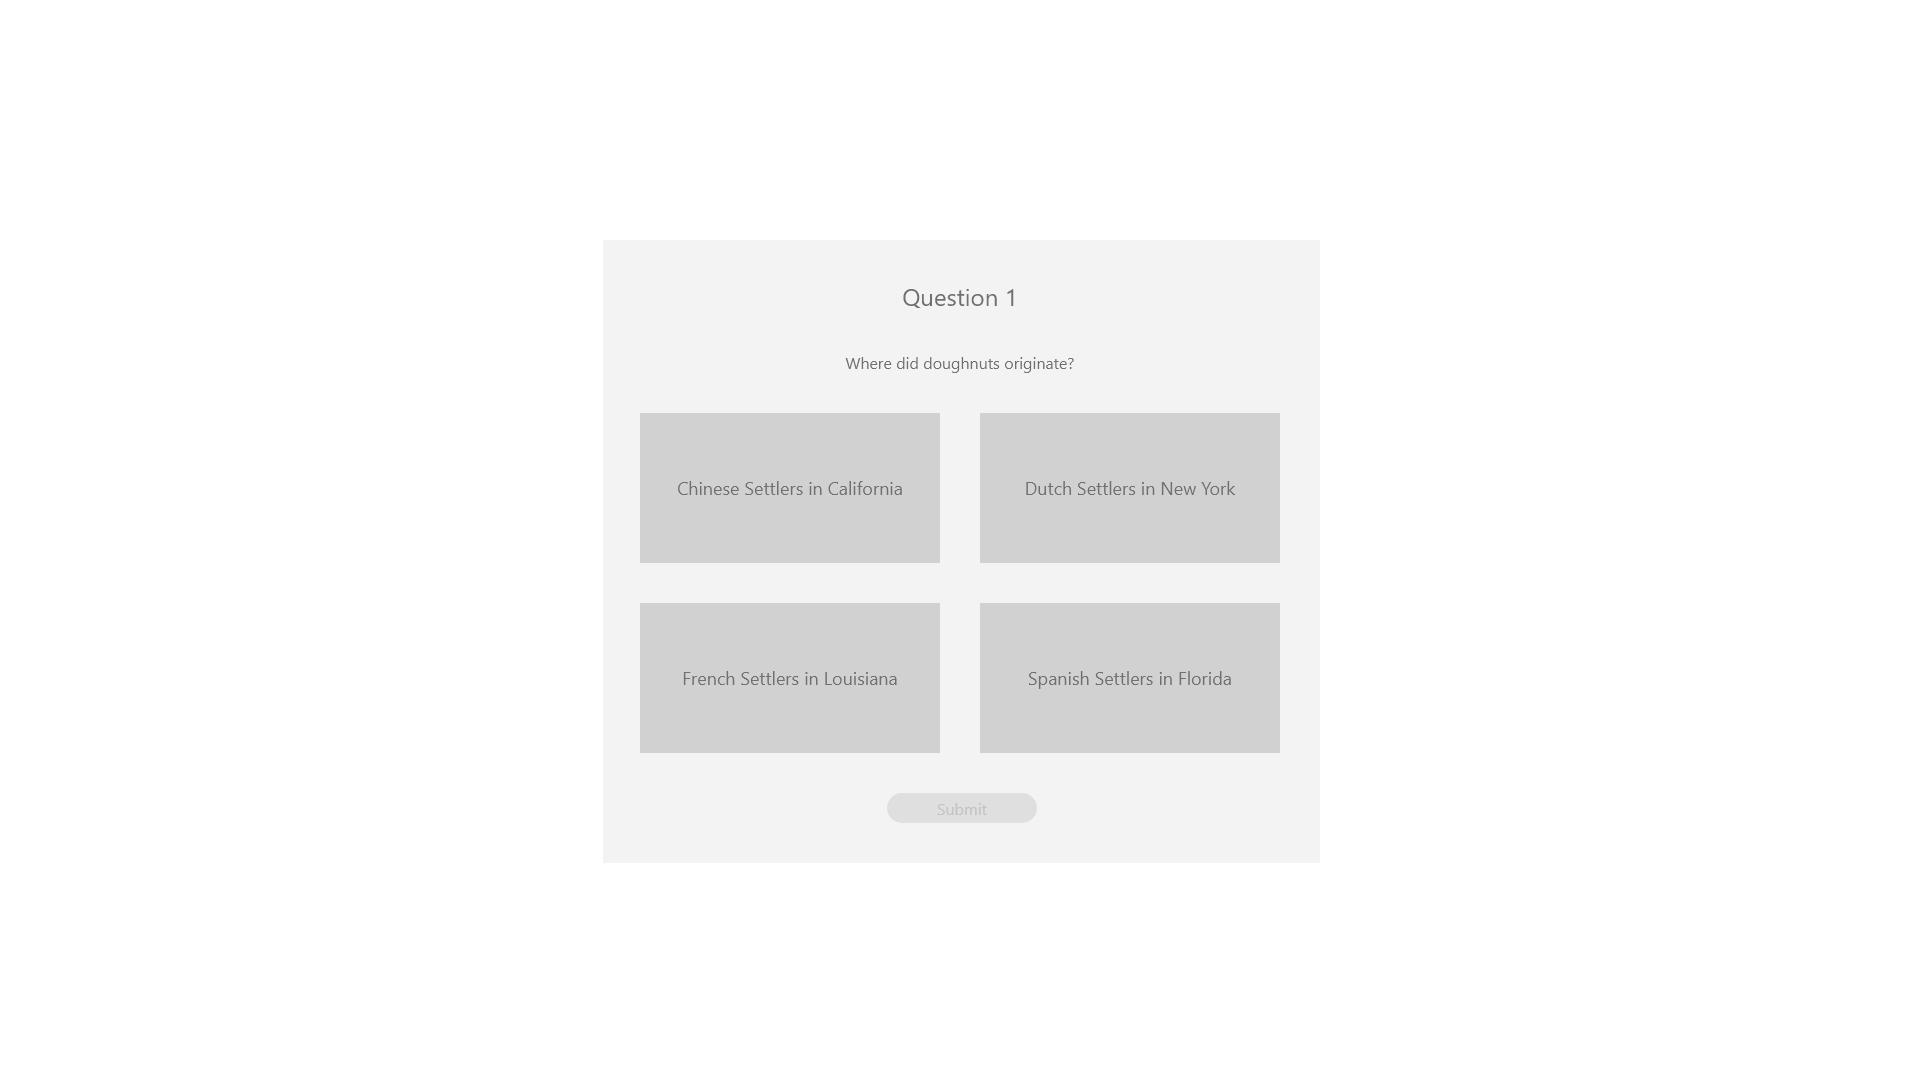 Question 1
Where did doughnuts originate?
Chinese Settlers in California
Dutch Settlers in New York
French Settlers in Louisiana
Spanish Settlers in Florida
Submit